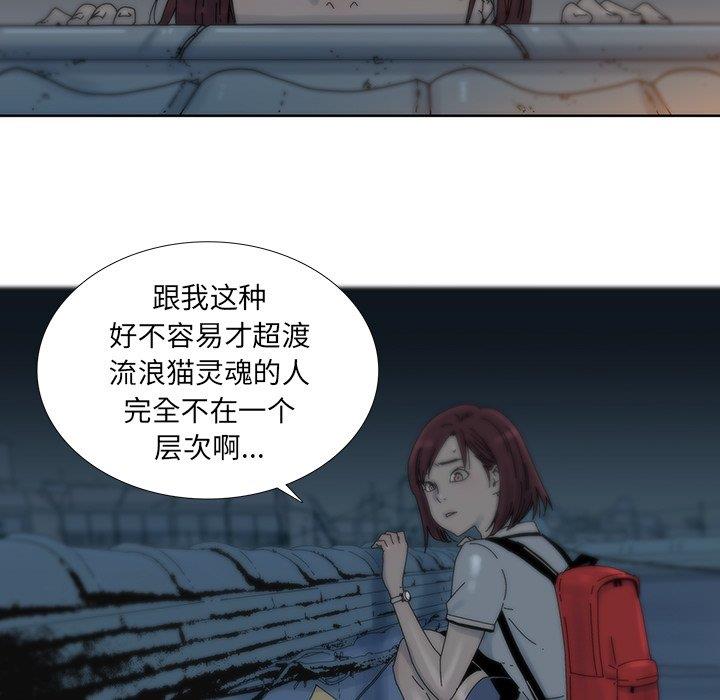 跟我这种
好不容易才超渡
流浪猫灵魂的人
完全不在一个
层次啊...